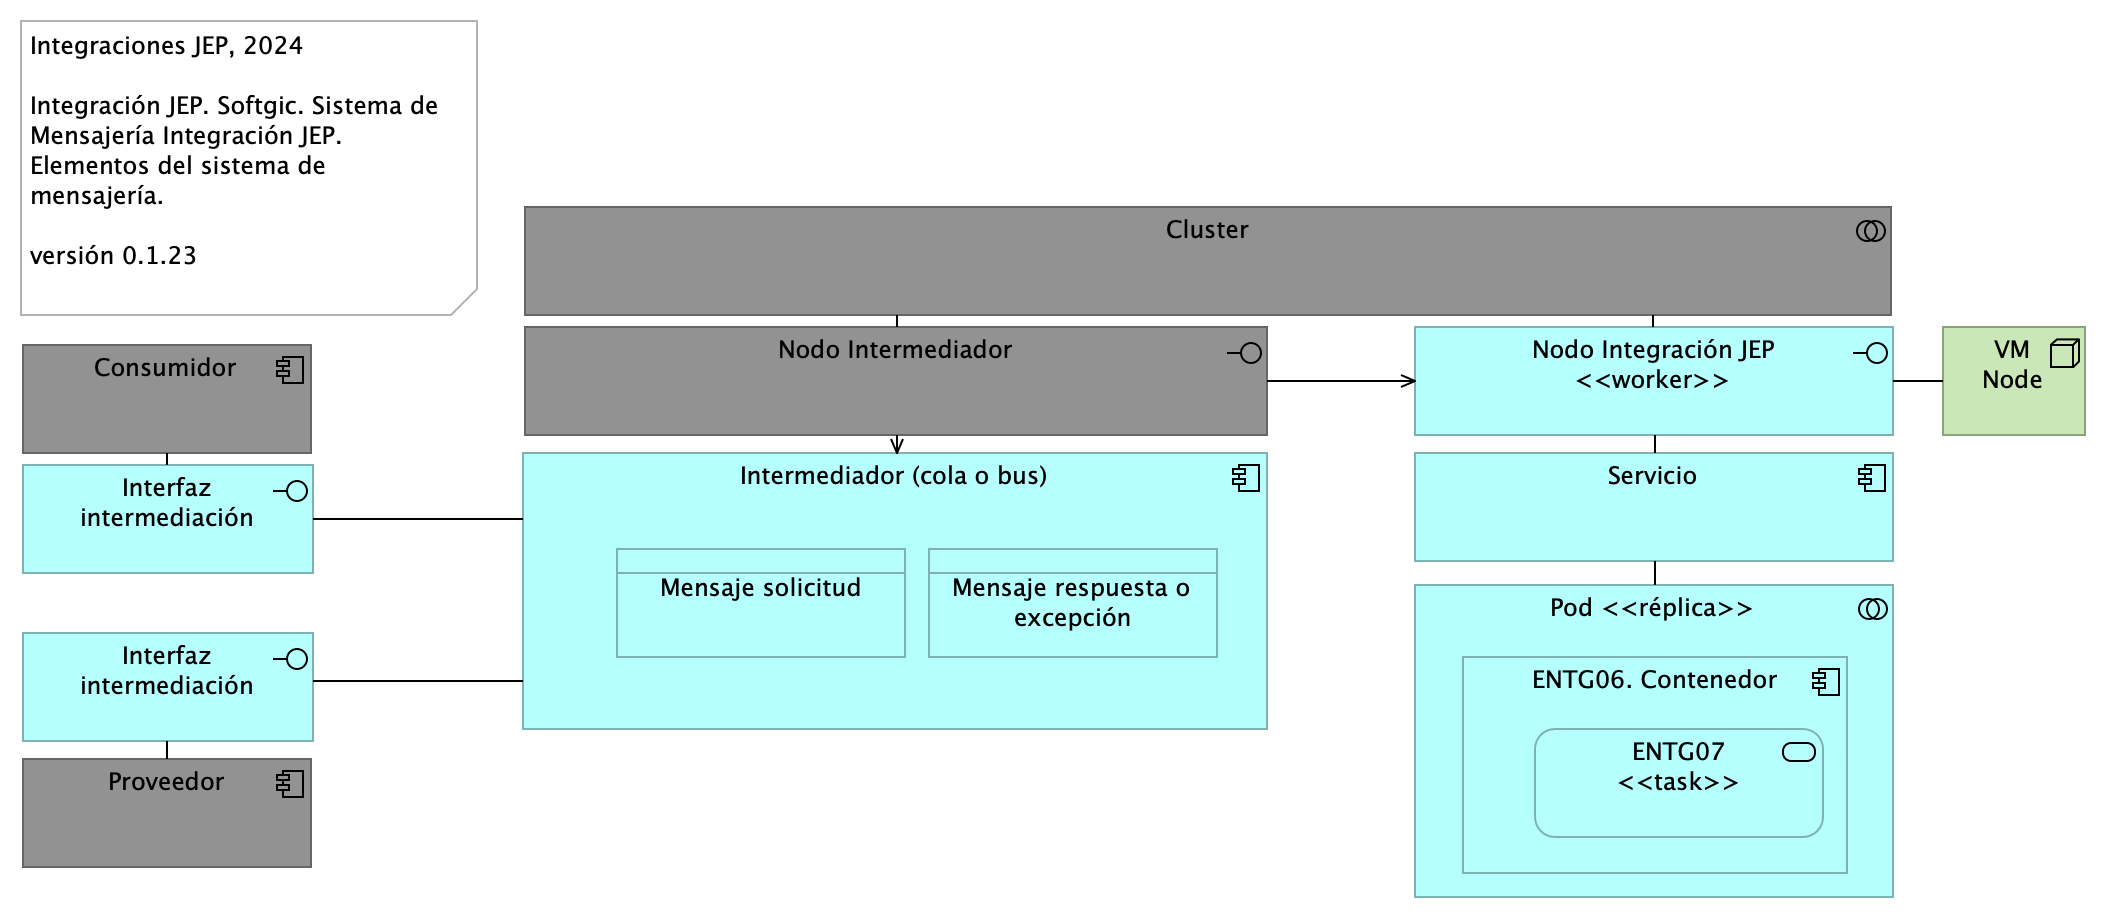 Integraciones JEP, 2024
Integración JEP. Softgic. Sistema de
Mensajería Integración JEP.
Elementos del sistema de
mensajería.
versión 0.1.23
Cluster
Consumidor
Nodo Intermediador
Nodo Integración JEP
<<worker>>
VM
Node
Interfaz
intermediación
Intermediador (cola o bus)
Servicio
Mensaje solicitud
Mensaje respuesta o
excepción
Interfaz
intermediación
Pod <<réplica>>
ENTG06. Contenedor
ENTG07
<<task>>
Proveedor